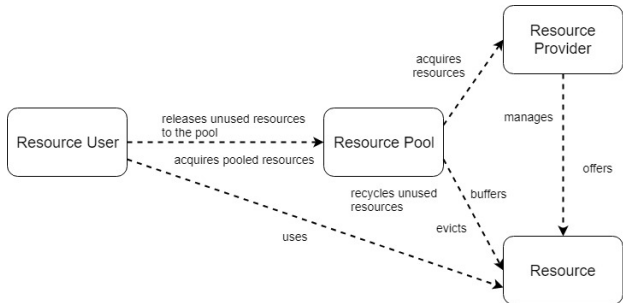 Resource
Provider
acquires
resources
releases unused resources
to the pool
manages
Resource User
Resource Pool
acquires pooled resources
offers
recycles unused
resources
buffers
evicts
uses
Resource